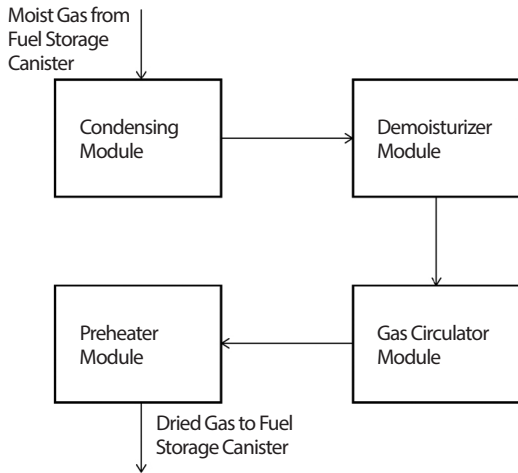 Moist Gas from
Fuel Storage
Canister
Condensing
Module
Demoisturizer
Module
Preheater
Module
Gas Circulator
Module
Dried Gas to Fuel
Storage Canister